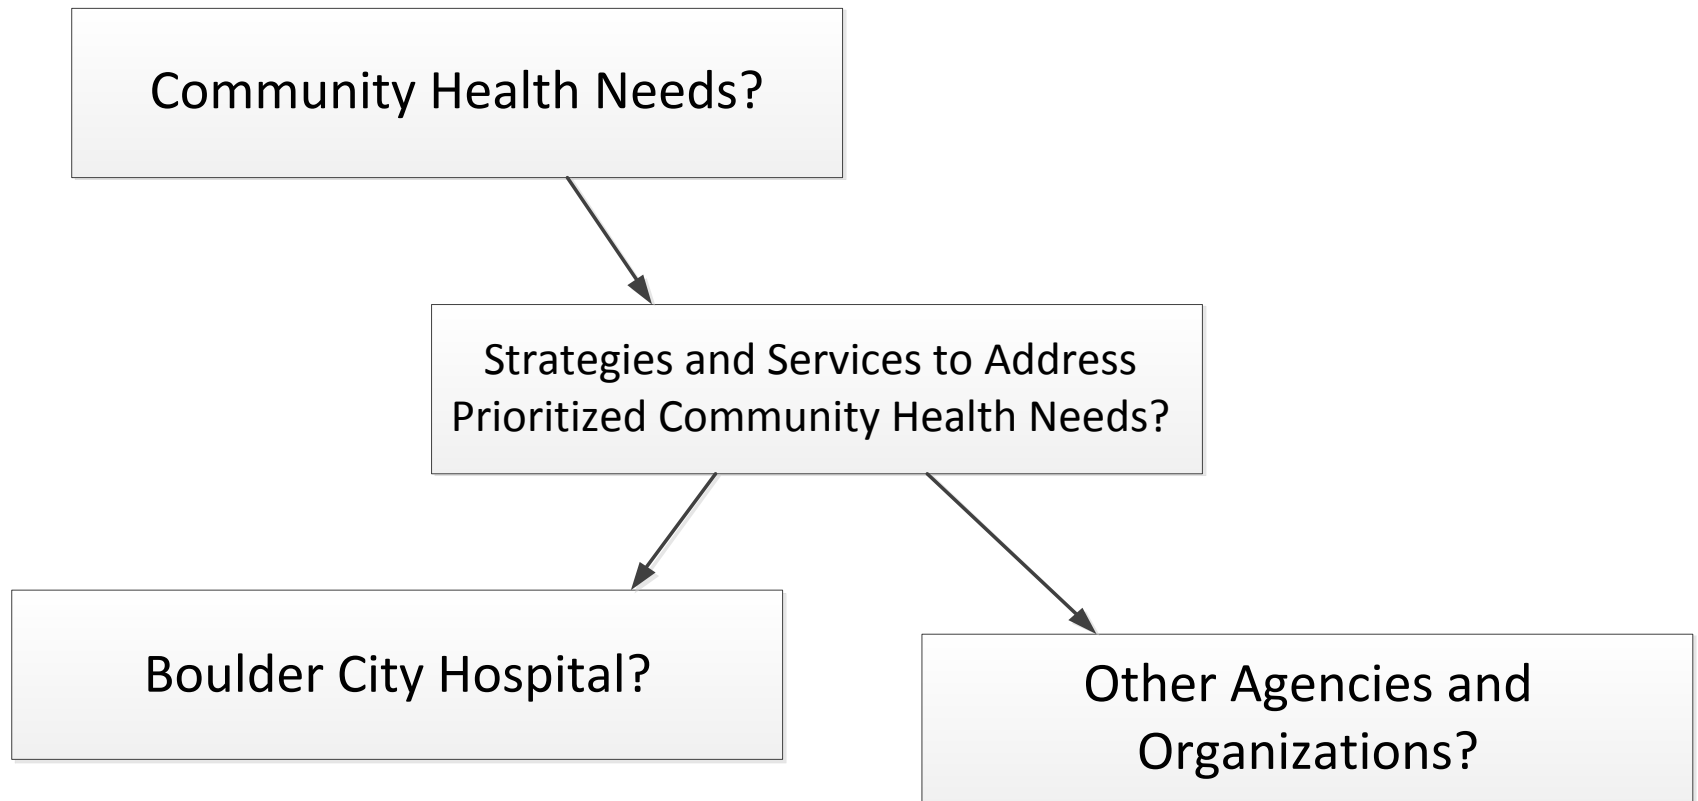 Community Health Needs?
Strategies and Services to Address
Prioritized Community Health Needs?
Boulder City Hospital?
Other Agencies and
Organizations?